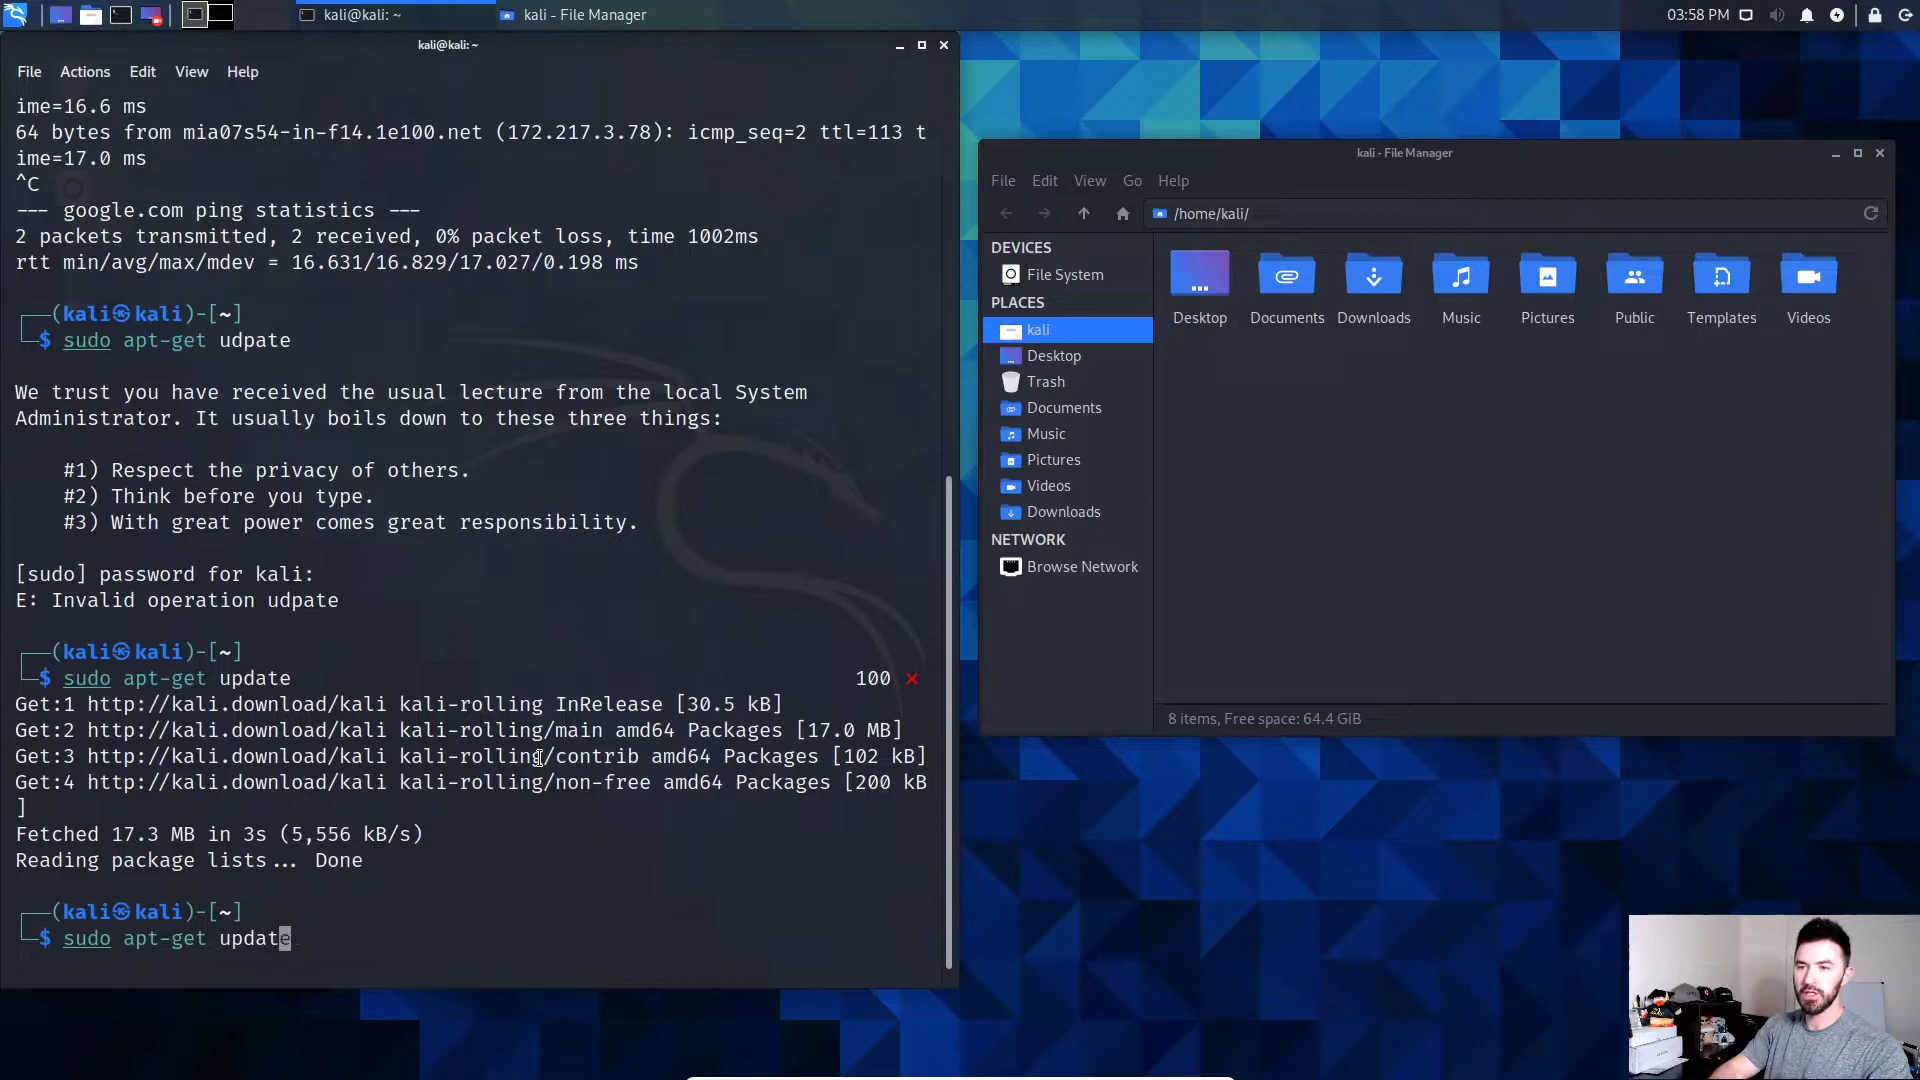 kali@kali: ~
kali - File Manager
03:58 PM
kali@kali: ~
File Actions Edit View Help
ime=16.6 ms
64 bytes from mia07s54-in-f14.1e100.net (172.217.3.78): icmp_seq=2 ttl=113 t
ime=17.0 ms
^C
--- google.com ping statistics ---
2 packets transmitted, 2 received, 0% packet loss, time 1002ms
rtt min/avg/max/mdev = 16.631/16.829/17.027/0.198 ms
(kali㉿kali)-[~]
$ sudo apt-get udpate
We trust you have received the usual lecture from the local System
Administrator. It usually boils down to these three things:
#1) Respect the privacy of others.
#2) Think before you type.
#3) With great power comes great responsibility.
[sudo] password for kali:
E: Invalid operation udpate
(kali㉿kali)-[~]
$ sudo apt-get update 100 ⨯
Get:1 http://kali.download/kali kali-rolling InRelease [30.5 kB]
Get:2 http://kali.download/kali kali-rolling/main amd64 Packages [17.0 MB]
Get:3 http://kali.download/kali kali-rolling/contrib amd64 Packages [102 kB]
Get:4 http://kali.download/kali kali-rolling/non-free amd64 Packages [200 kB
]
Fetched 17.3 MB in 3s (5,556 kB/s)
Reading package lists... Done
(kali㉿kali)-[~]
$ sudo apt-get update
kali - File Manager
File Edit View Go Help
/home/kali/
DEVICES
File System
PLACES
kali
Desktop
Trash
Documents
Music
Pictures
Videos
Downloads
NETWORK
Browse Network
Desktop Documents Downloads Music Pictures Public Templates Videos
8 items, Free space: 64.4 GiB